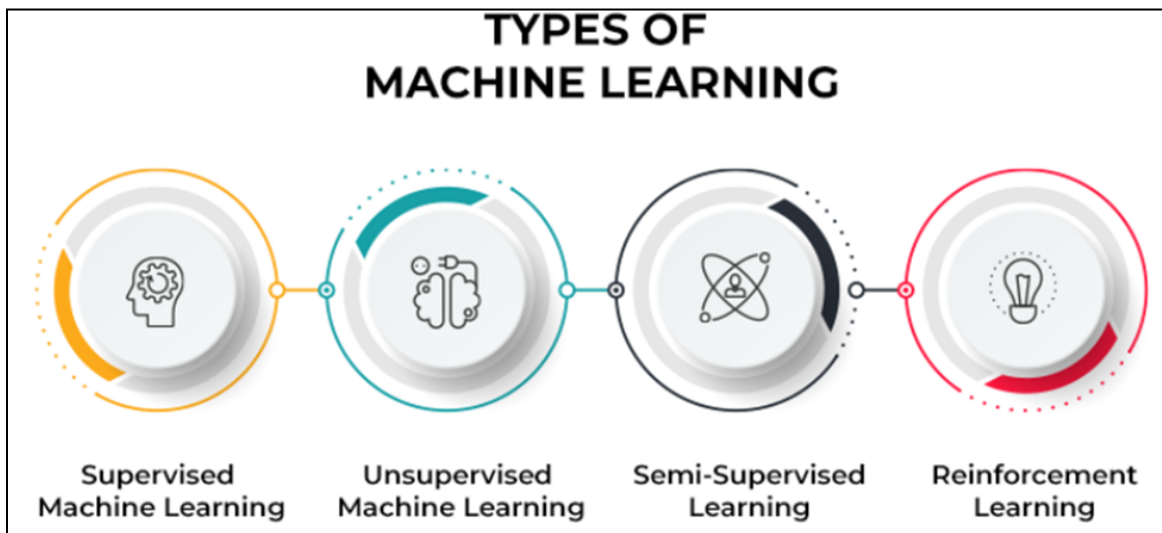 TYPES OF
MACHINE LEARNING
Supervised
Machine Learning
Unsupervised
Machine Learning
Semi-Supervised
Learning
Reinforcement
Learning